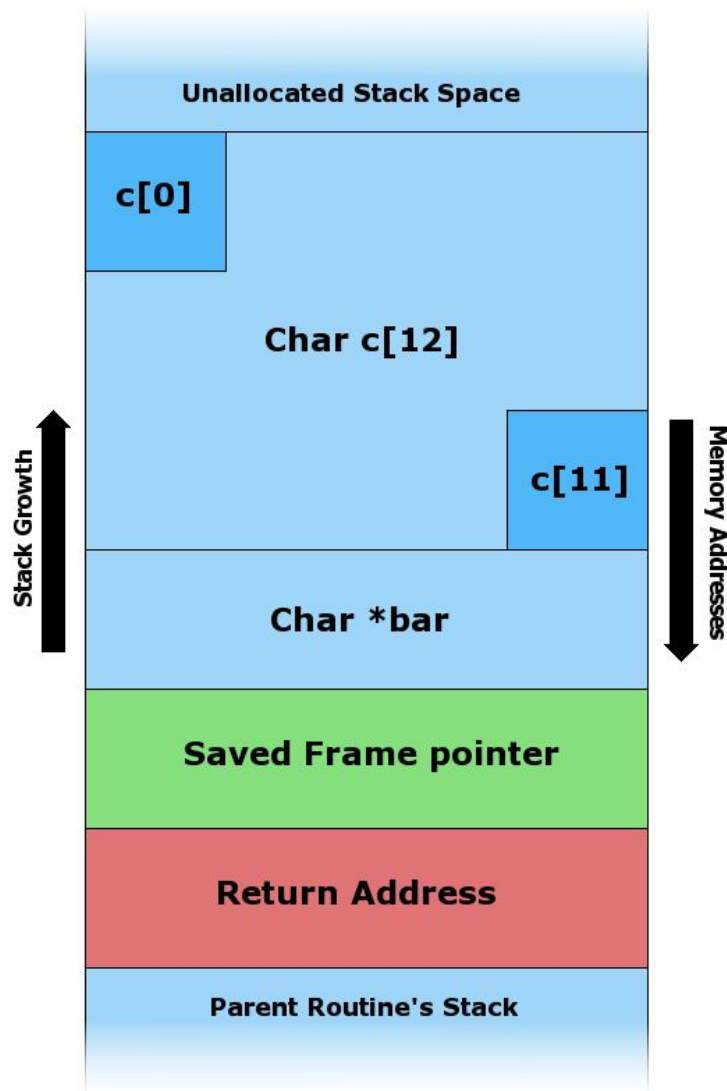 Unallocated Stack Space
c[0]
Char c[12]
Stack Growth
Memory Addresses
c[11]
Char *bar
Saved Frame pointer
Return Address
Parent Routine's Stack